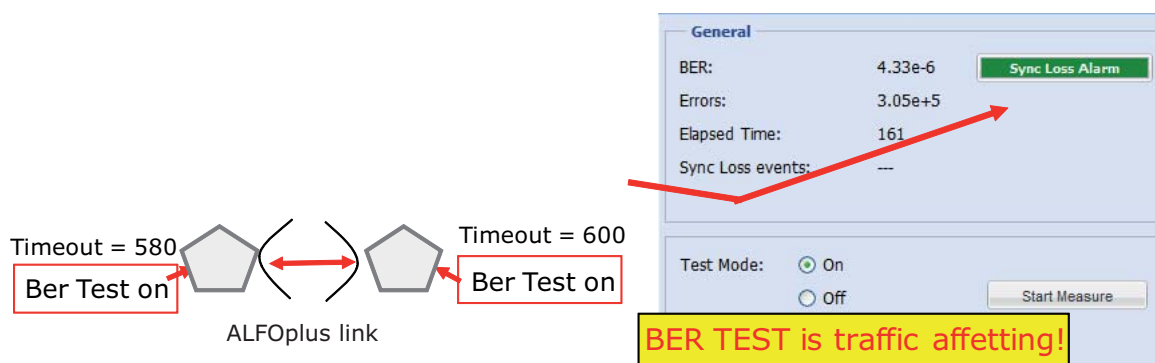 General
BER: 4.33e-6 Sync Loss Alarm
Errors: 3.05e+5
Elapsed Time: 161
Sync Loss events: ---
Timeout = 580
Timeout = 600
Ber Test on
Ber Test on
ALFOplus link
Test Mode: On
Off Start Measure
BER TEST is traffic affetting!